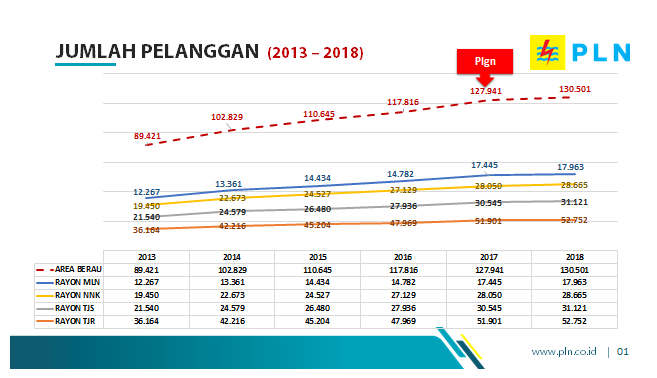 JUMLAH PELANGGAN (2013 – 2018)
Plgn
PLN
89.421 102.829 110.645 117.816 127.941 130.501
12.267 13.361 14.434 14.782 17.445 17.963
19.450 22.673 24.527 27.129 28.050 28.665
21.540 24.579 26.480 27.936 30.545 31.121
36.164 42.216 45.204 47.969 51.901 52.752
2013 2014 2015 2016 2017 2018
AREA BERAU 89.421 102.829 110.645 117.816 127.941 130.501
RAYON MLN 12.267 13.361 14.434 14.782 17.445 17.963
RAYON NNK 19.450 22.673 24.527 27.129 28.050 28.665
RAYON TJS 21.540 24.579 26.480 27.936 30.545 31.121
RAYON TJR 36.164 42.216 45.204 47.969 51.901 52.752
www.pln.co.id | 01